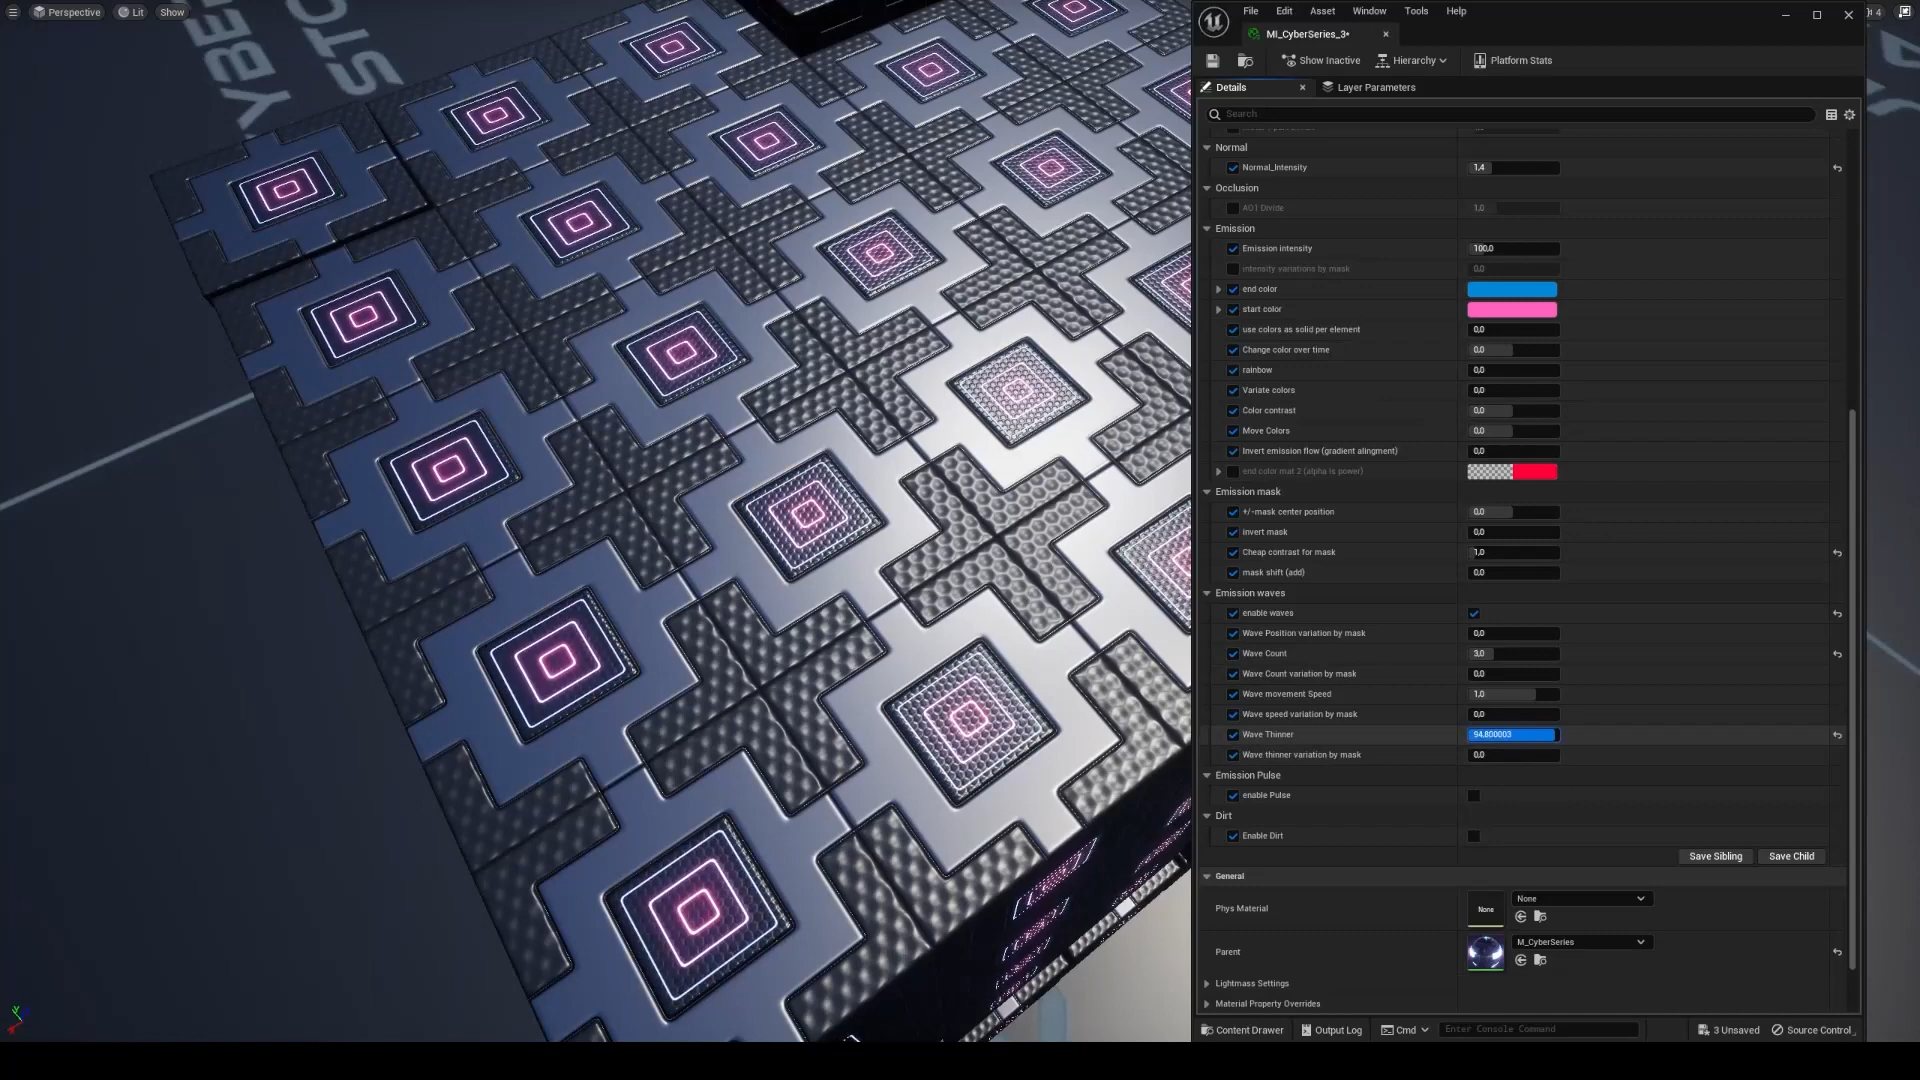 Perspective
Lit
Show
File
Edit
Asset
Window
Tools
Help
4
MI_CyberSeries_3*
Show Inactive
Hierarchy
Platform Stats
Details
Layer Parameters
Search
Normal
Normal_Intensity
1,4
Occlusion
AO1 Divide
1,0
Emission
Emission intensity
100,0
intensity variations by mask
0,0
end color
start color
use colors as solid per element
0,0
Change color over time
0,0
rainbow
0,0
Variate colors
0,0
Color contrast
0,0
Move Colors
0,0
Invert emission flow (gradient alingment)
0,0
end color mat 2 (alpha is power)
Emission mask
+/-mask center position
0,0
invert mask
0,0
Cheap contrast for mask
1,0
mask shift (add)
0,0
Emission waves
enable waves
Wave Position variation by mask
0,0
Wave Count
3,0
Wave Count variation by mask
0,0
Wave movement Speed
1,0
Wave speed variation by mask
0,0
Wave Thinner
94,800003
Wave thinner variation by mask
0,0
Emission Pulse
enable Pulse
Dirt
Enable Dirt
Save Sibling
Save Child
General
Phys Material
None
None
Parent
M_CyberSeries
Lightmass Settings
Material Property Overrides
Content Drawer
Output Log
Cmd
Enter Console Command
3 Unsaved
Source Control